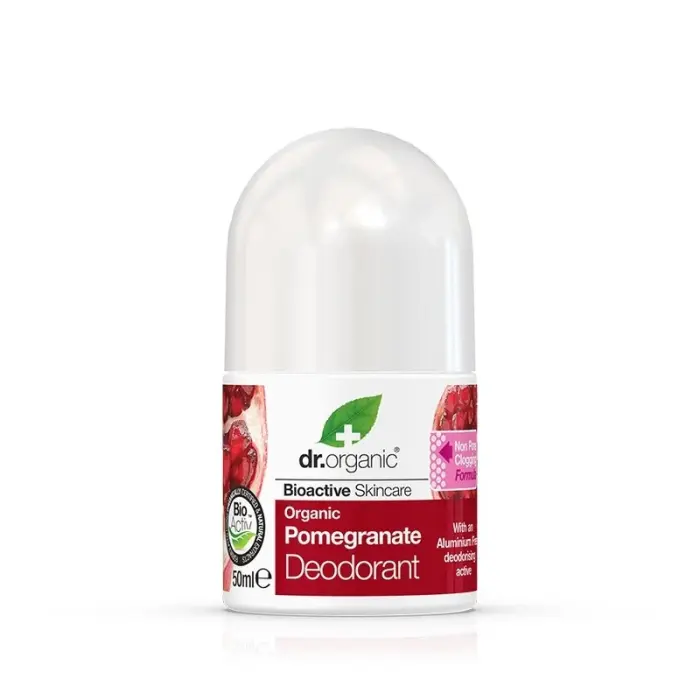 dr.organic®
Bioactive Skincare
Organic
Pomegranate
Deodorant
Bio
Activ™
50ml℮
Non Pore
Clogging
Formula
With an
Aluminium Free
deodorising
active